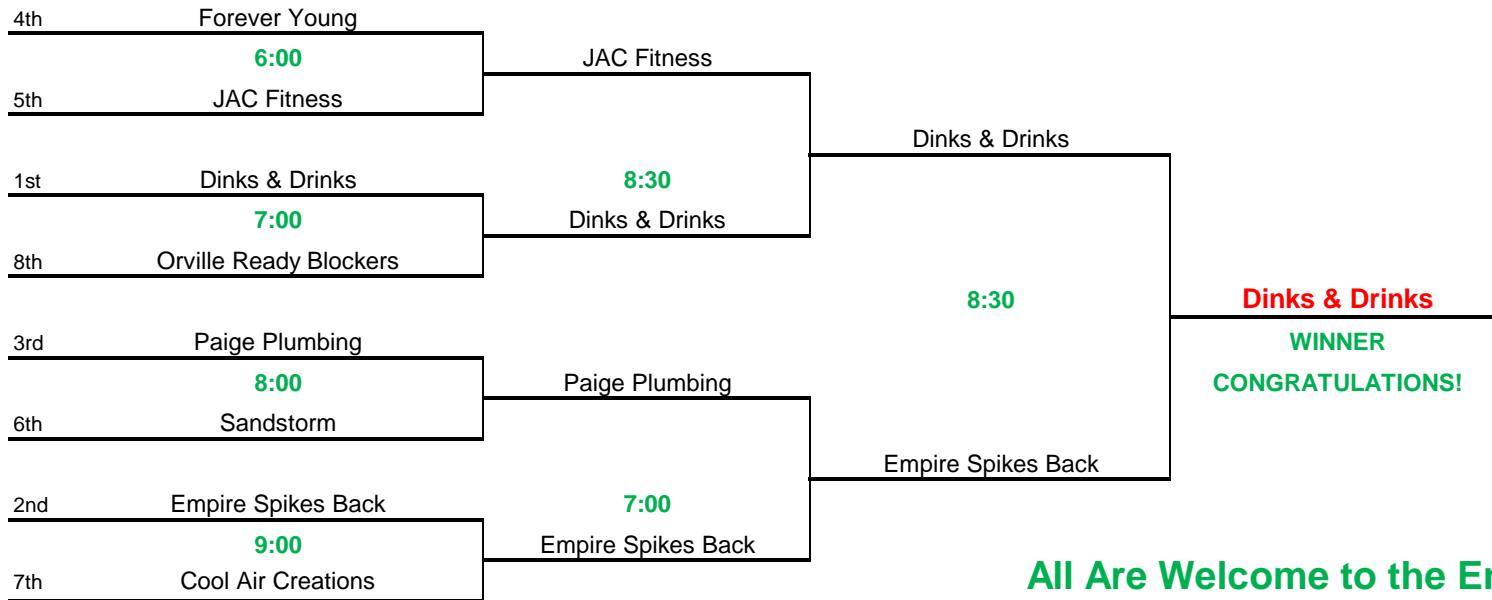 4th Forever Young
6:00 JAC Fitness
5th JAC Fitness
Dinks & Drinks
1st Dinks & Drinks 8:30
7:00 Dinks & Drinks
8th Orville Ready Blockers
8:30 Dinks & Drinks
3rd Paige Plumbing WINNER
8:00 Paige Plumbing CONGRATULATIONS!
6th Sandstorm
Empire Spikes Back
2nd Empire Spikes Back 7:00
9:00 Empire Spikes Back
7th Cool Air Creations
All Are Welcome to the